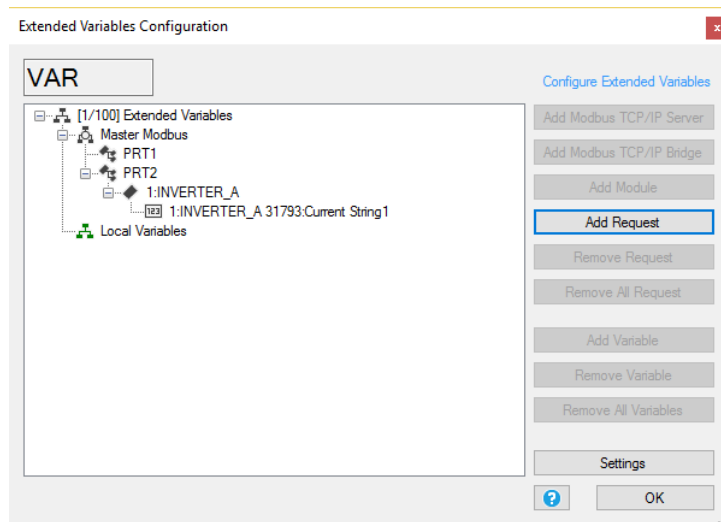 Extended Variables Configuration
x
VAR
Configure Extended Variables
[1/100] Extended Variables
Master Modbus
PRT1
PRT2
1:INVERTER_A
123 1:INVERTER_A 31793:Current String1
Local Variables
Add Modbus TCP/IP Server
Add Modbus TCP/IP Bridge
Add Module
Add Request
Remove Request
Remove All Request
Add Variable
Remove Variable
Remove All Variables
Settings
?
OK